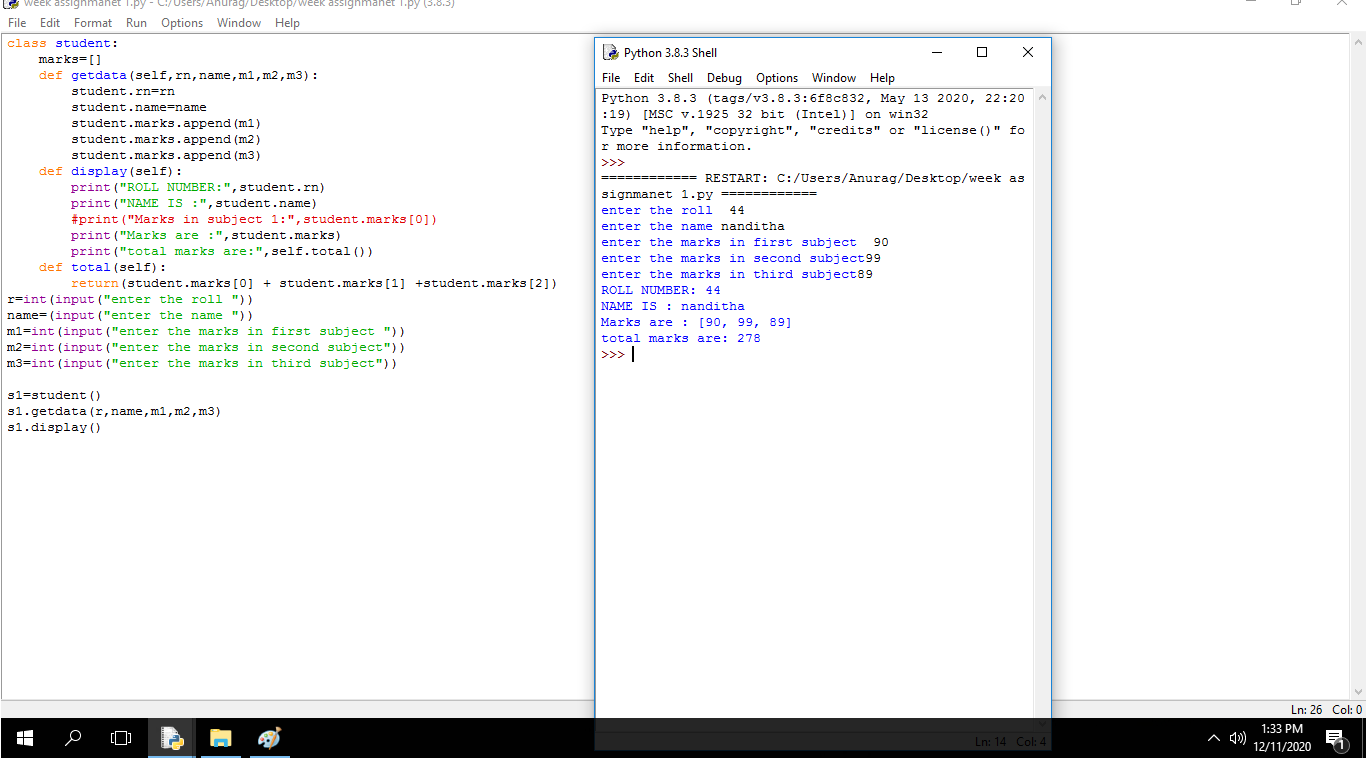 week assignmanet 1.py - C:/Users/Anurag/Desktop/week assignmanet 1.py (3.8.3)
File Edit Format Run Options Window Help
class student:
    marks=[]
    def getdata(self,rn,name,m1,m2,m3):
        student.rn=rn
        student.name=name
        student.marks.append(m1)
        student.marks.append(m2)
        student.marks.append(m3)
    def display(self):
        print("ROLL NUMBER:",student.rn)
        print("NAME IS :",student.name)
        #print("Marks in subject 1:",student.marks[0])
        print("Marks are :",student.marks)
        print("total marks are:",self.total())
    def total(self):
        return(student.marks[0] + student.marks[1] +student.marks[2])
r=int(input("enter the roll "))
name=(input("enter the name "))
m1=int(input("enter the marks in first subject "))
m2=int(input("enter the marks in second subject"))
m3=int(input("enter the marks in third subject"))
s1=student()
s1.getdata(r,name,m1,m2,m3)
s1.display()
Python 3.8.3 Shell
File Edit Shell Debug Options Window Help
Python 3.8.3 (tags/v3.8.3:6f8c832, May 13 2020, 22:20
:19) [MSC v.1925 32 bit (Intel)] on win32
Type "help", "copyright", "credits" or "license()" fo
r more information.
>>>
============ RESTART: C:/Users/Anurag/Desktop/week as
signmanet 1.py ============
enter the roll  44
enter the name nanditha
enter the marks in first subject  90
enter the marks in second subject99
enter the marks in third subject89
ROLL NUMBER: 44
NAME IS : nanditha
Marks are : [90, 99, 89]
total marks are: 278
>>>
Ln: 14 Col: 4
Ln: 26 Col: 0
1:33 PM
12/11/2020
1